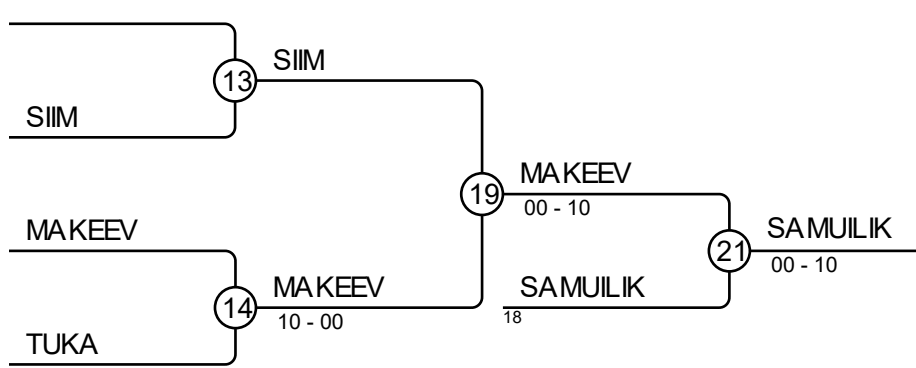 SIIM
13
SIIM
MAKEEV
19
00 - 10
MAKEEV
SAMUILIK
21
00 - 10
MAKEEV
14
10 - 00
SAMUILIK
18
TUKA